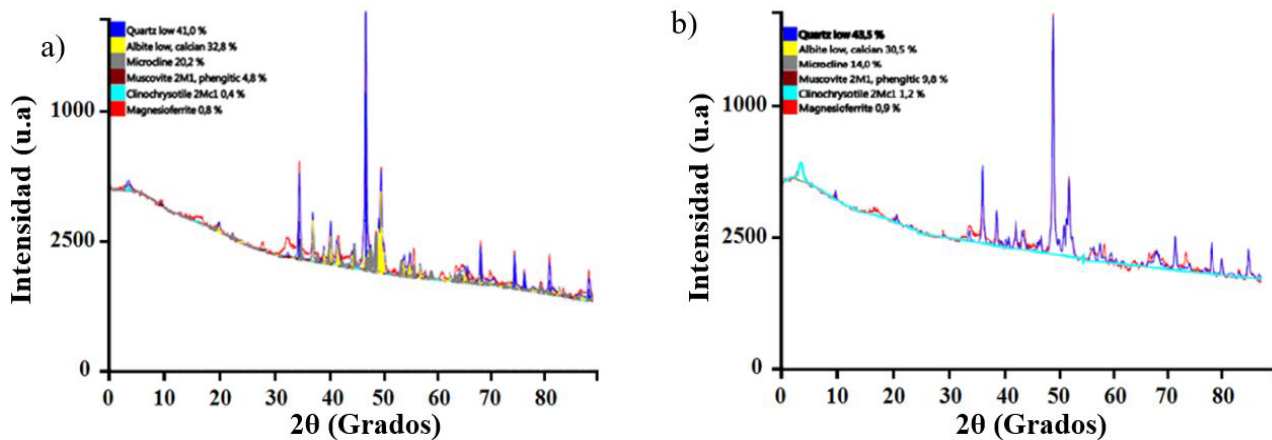 a)
Quartz low 41,0 %
Albite low, calcian 32,8 %
Microcline 20,2 %
Muscovite 2M1, phengitic 4,8 %
Clinochrysotile 2Mc1 0,4 %
Magnesioferrite 0,8 %
Intensidad (u.a)
1000
2500
0
0 10 20 30 40 50 60 70 80
2θ (Grados)
b)
Quartz low 43,5 %
Albite low, calcian 30,5 %
Microcline 14,0 %
Muscovite 2M1, phengitic 9,8 %
Clinochrysotile 2Mc1 1,2 %
Magnesioferrite 0,9 %
Intensidad (u.a)
1000
2500
0
0 10 20 30 40 50 60 70 80
2θ (Grados)